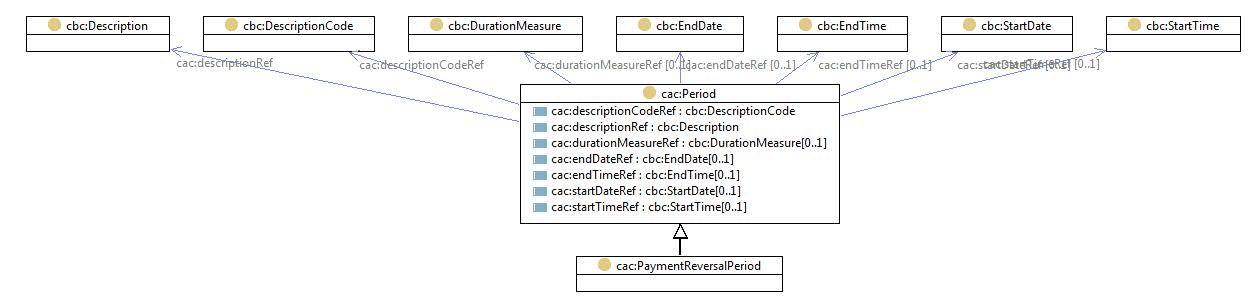 cbc:Description
cbc:DescriptionCode
cbc:DurationMeasure
cbc:EndDate
cbc:EndTime
cbc:StartDate
cbc:StartTime
cac:descriptionRef
cac:descriptionCodeRef
cac:durationMeasureRef [0..1]
cac:endDateRef [0..1]
cac:endTimeRef [0..1]
cac:startDateRef [0..1]
cac:startTimeRef [0..1]
cac:Period
cac:descriptionCodeRef : cbc:DescriptionCode
cac:descriptionRef : cbc:Description
cac:durationMeasureRef : cbc:DurationMeasure[0..1]
cac:endDateRef : cbc:EndDate[0..1]
cac:endTimeRef : cbc:EndTime[0..1]
cac:startDateRef : cbc:StartDate[0..1]
cac:startTimeRef : cbc:StartTime[0..1]
cac:PaymentReversalPeriod